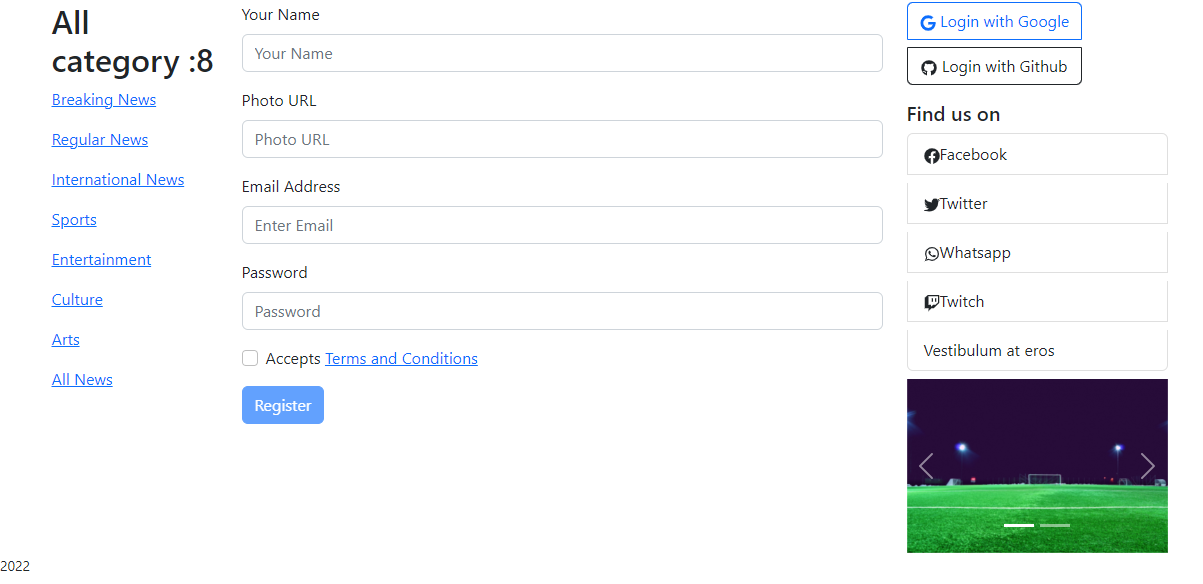 All
category :8
Breaking News
Regular News
International News
Sports
Entertainment
Culture
Arts
All News
Your Name
Your Name
Photo URL
Photo URL
Email Address
Enter Email
Password
Password
Accepts Terms and Conditions
Register
Login with Google
Login with Github
Find us on
Facebook
Twitter
Whatsapp
Twitch
Vestibulum at eros
2022